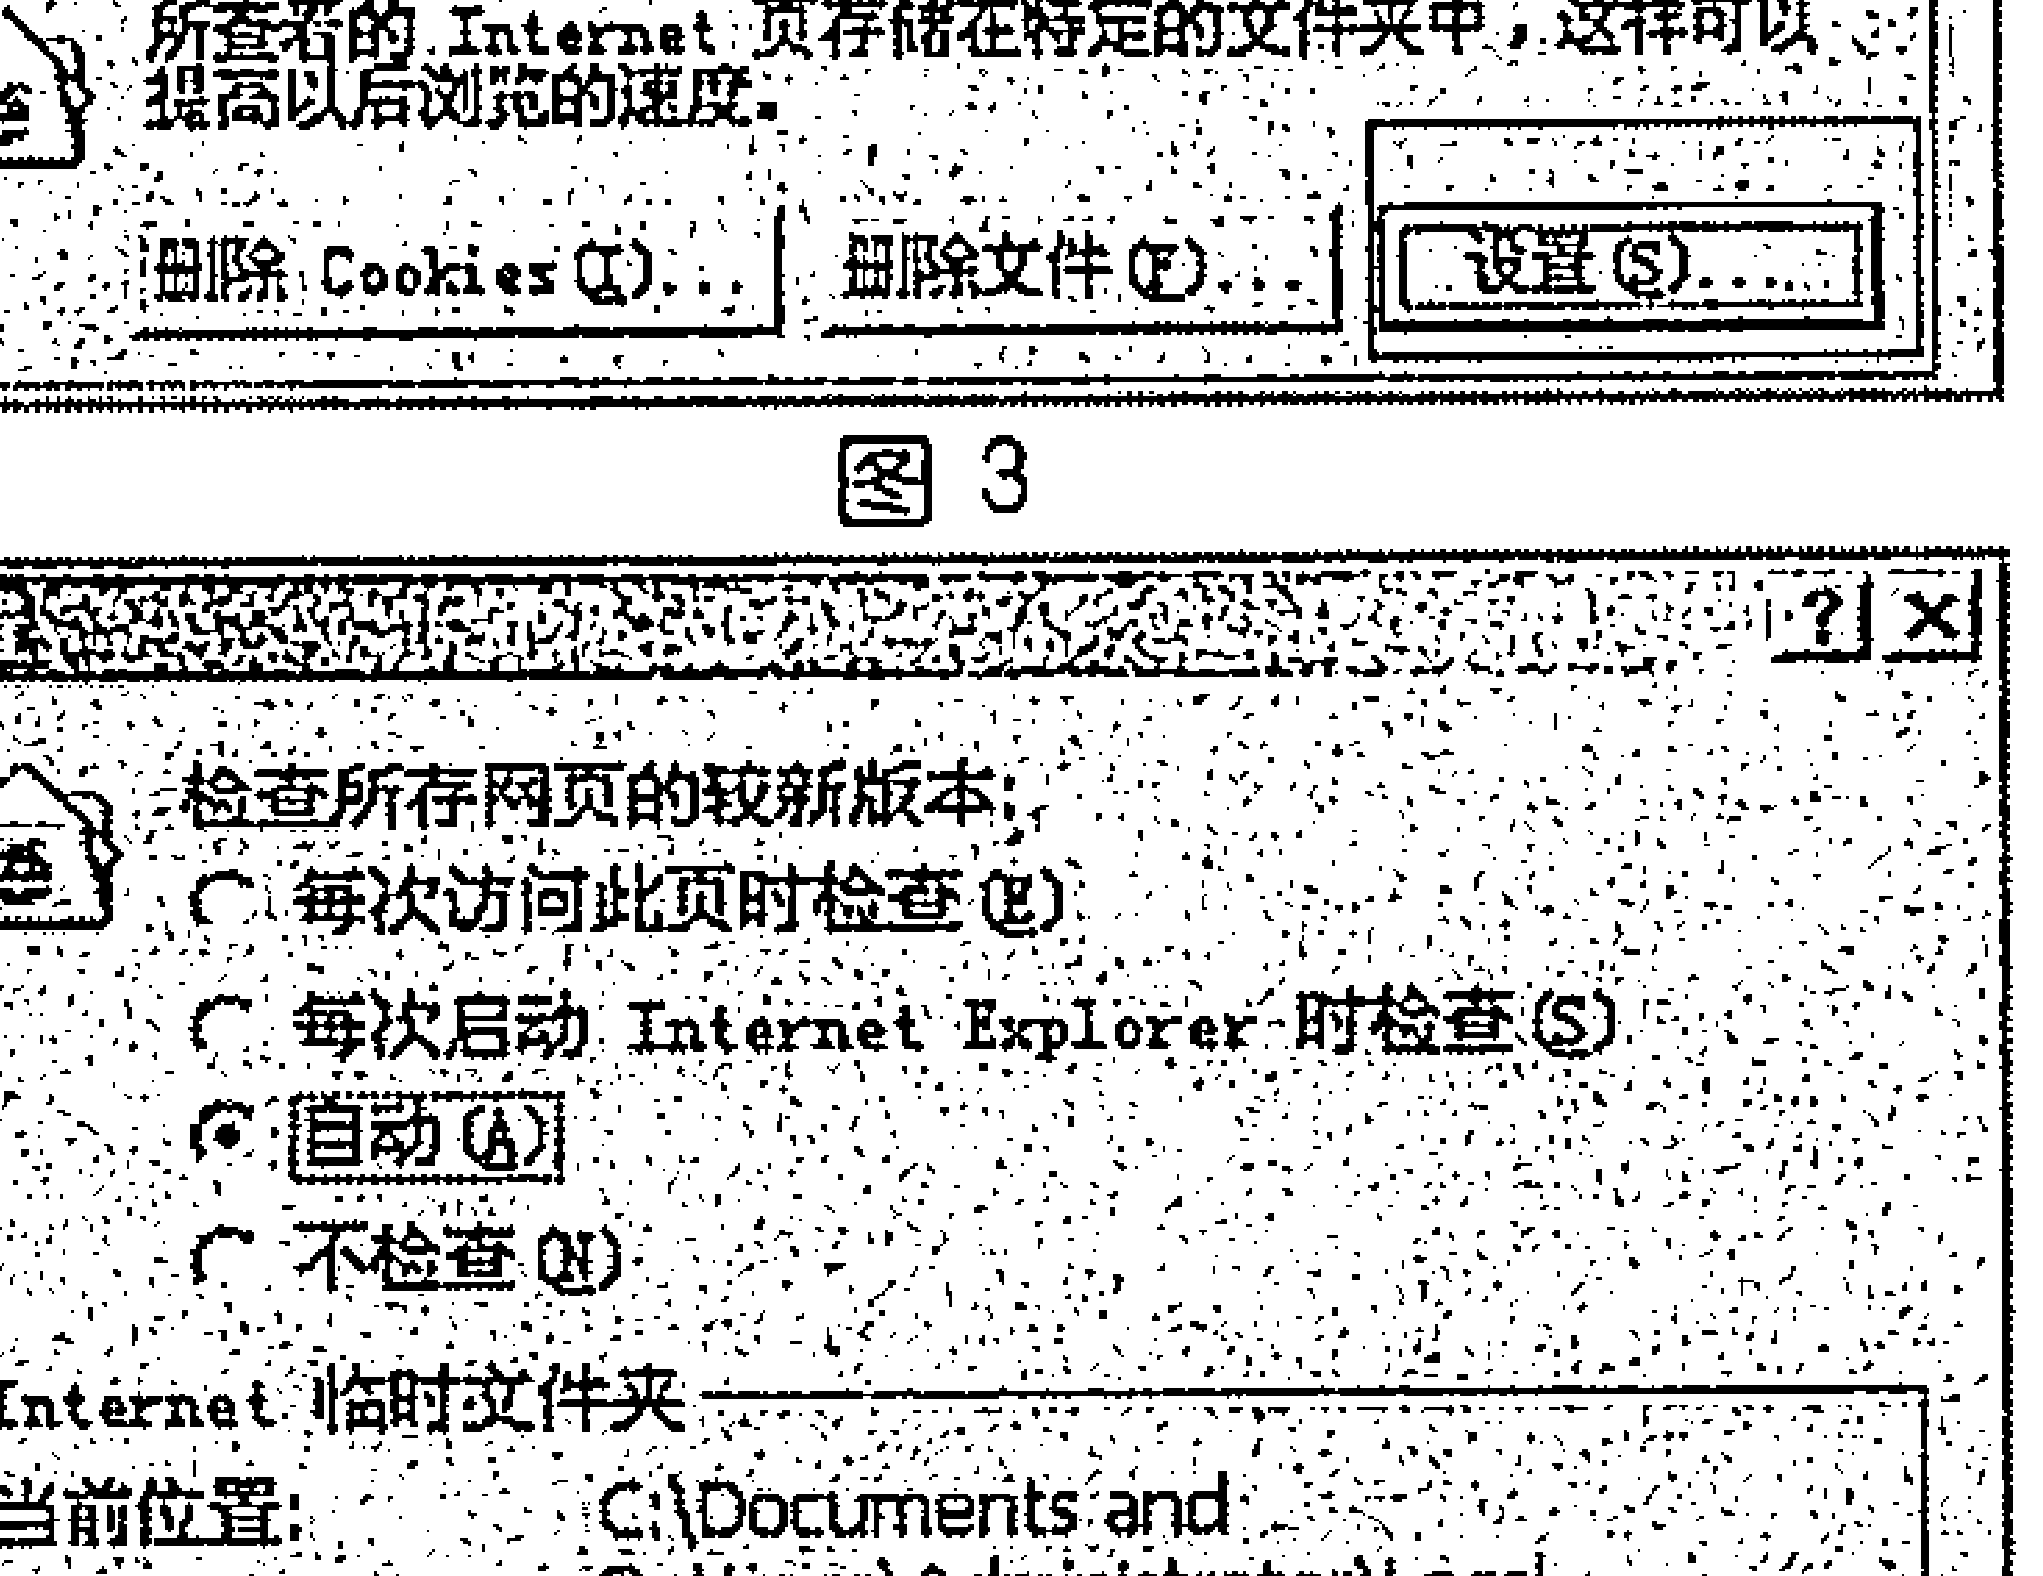 所查看的 Internet 页存储在特定的文件夹中，这样可以
提高以后浏览的速度。
删除 Cookies(I)... 删除文件(F)... 设置(S)...
图 3
? ×
检查所存网页的较新版本:
每次访问此页时检查(E)
每次启动 Internet Explorer 时检查(S)
自动(A)
不检查(N)
Internet 临时文件夹
当前位置: C:\Documents and